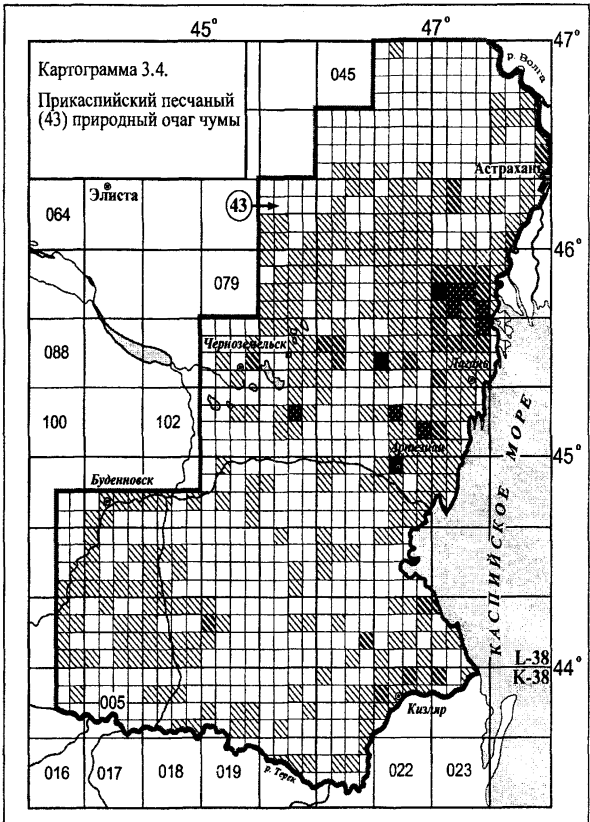 45°
47°
47°
Картограмма 3.4.
Прикаспийский песчаный
(43) природный очаг чумы
045
р. Волга
Астрахань
Элиста
43
064
46°
079
088
Черноземельск
Лагань
100
102
Артезиан
45°
Буденновск
КАСПИЙСКОЕ МОРЕ
L-38
44°
K-38
005
Кизляр
016
017
018
019
р. Терек
022
023